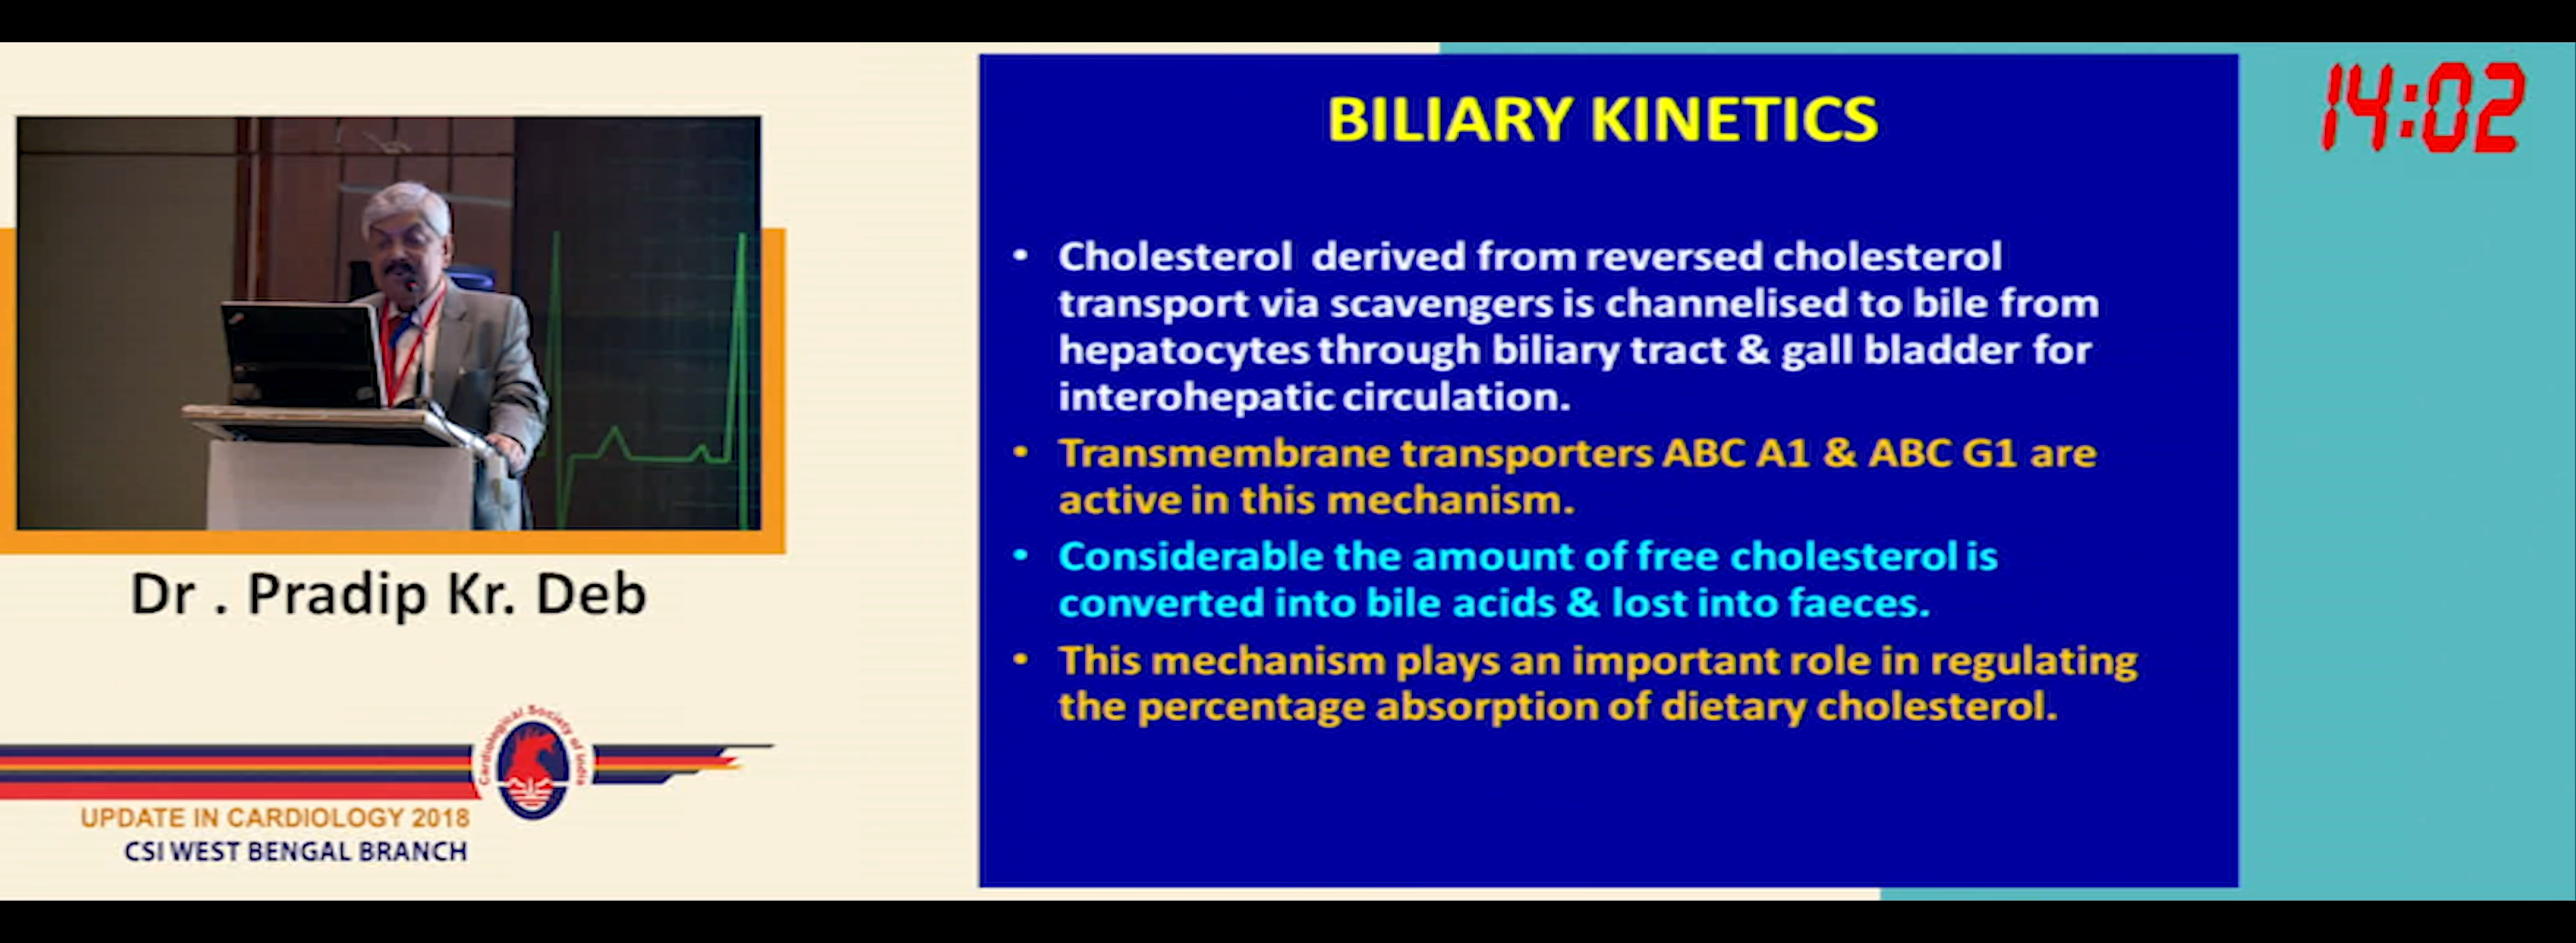 BILIARY KINETICS
14:02
• Cholesterol derived from reversed cholesterol
transport via scavengers is channelised to bile from
hepatocytes through biliary tract & gall bladder for
interohepatic circulation.
• Transmembrane transporters ABC A1 & ABC G1 are
active in this mechanism.
• Considerable the amount of free cholesterol is
converted into bile acids & lost into faeces.
• This mechanism plays an important role in regulating
the percentage absorption of dietary cholesterol.
Dr . Pradip Kr. Deb
Cardiological Society of India
UPDATE IN CARDIOLOGY 2018
CSI WEST BENGAL BRANCH